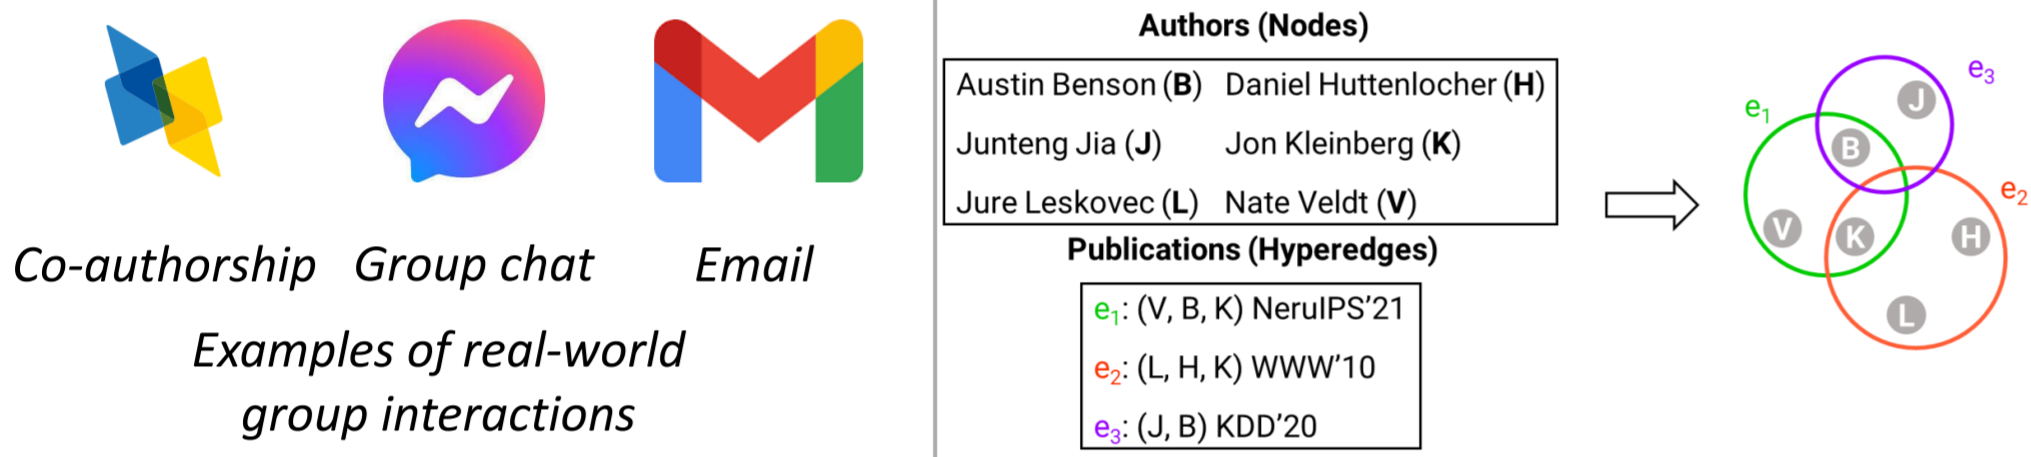 Co-authorship Group chat Email
Examples of real-world
group interactions
Authors (Nodes)
Austin Benson (B) Daniel Huttenlocher (H)
Junteng Jia (J) Jon Kleinberg (K)
Jure Leskovec (L) Nate Veldt (V)
Publications (Hyperedges)
e1: (V, B, K) NeruIPS'21
e2: (L, H, K) WWW'10
e3: (J, B) KDD'20
e3
J
e1
B
e2
V K H
L